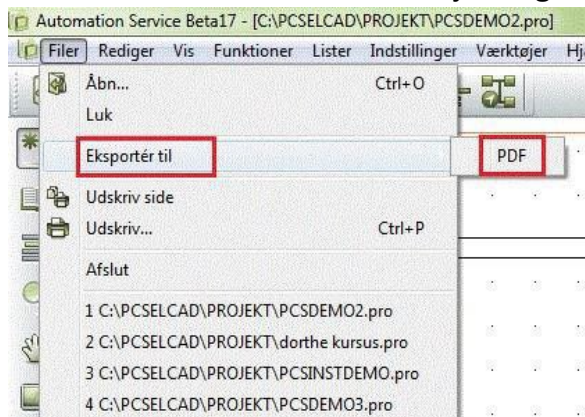 Automation Service Beta17 - [C:\PCSELCAD\PROJEKT\PCSDEMO2.pro]
Filer Rediger Vis Funktioner Lister Indstillinger Værktøjer
Åbn... Ctrl+O
Luk
Eksportér til PDF
Udskriv side
Udskriv... Ctrl+P
Afslut
1 C:\PCSELCAD\PROJEKT\PCSDEMO2.pro
2 C:\PCSELCAD\PROJEKT\dorthe kursus.pro
3 C:\PCSELCAD\PROJEKT\PCSINSTDEMO.pro
4 C:\PCSELCAD\PROJEKT\PCSDEMO3.pro